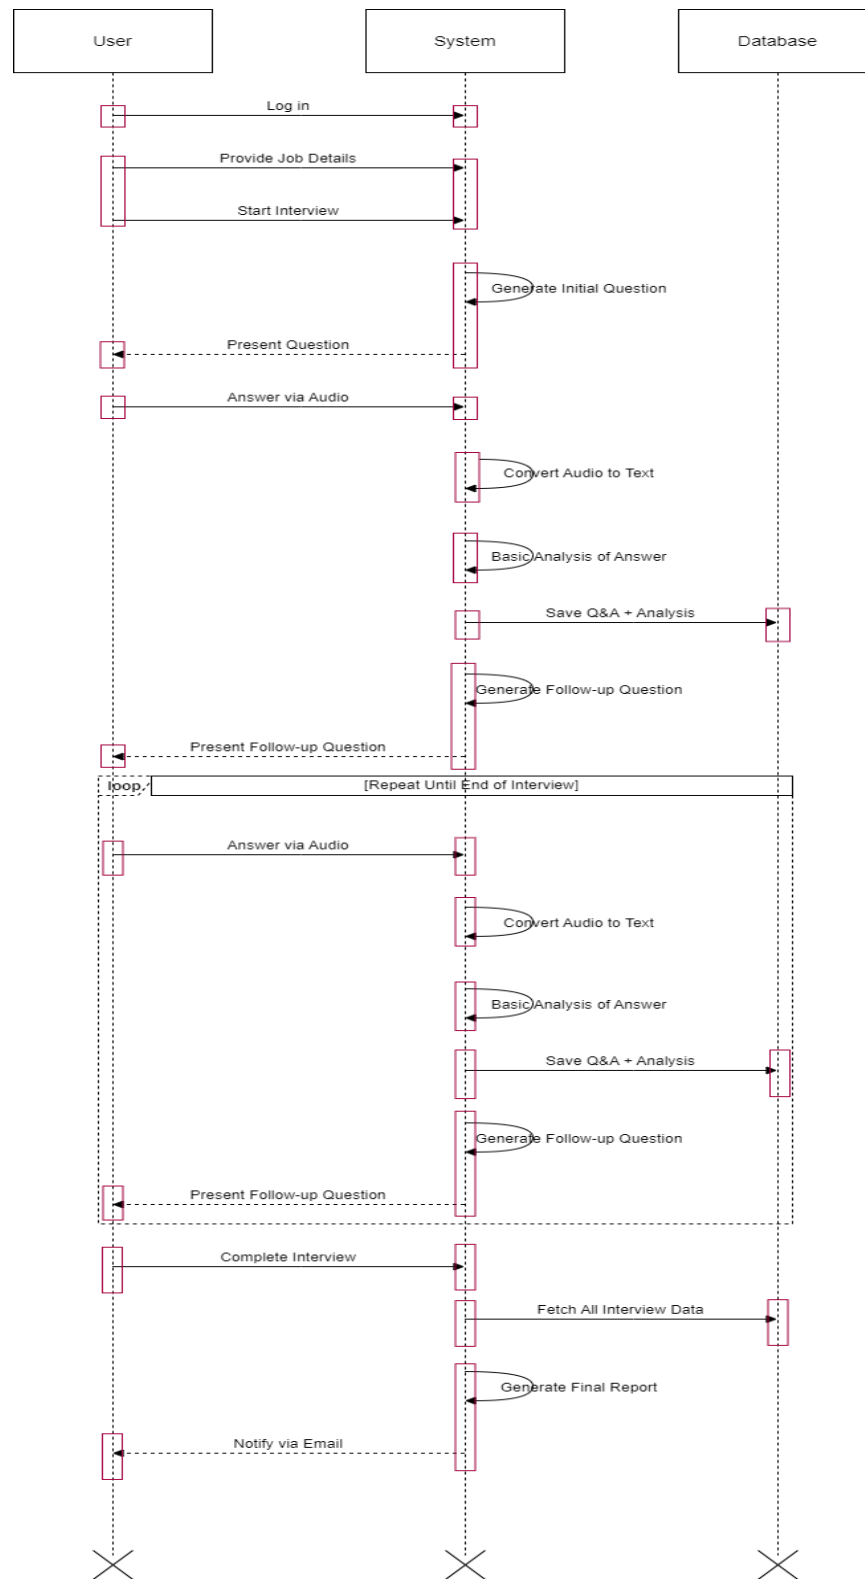 User
System
Database
Log in
Provide Job Details
Start Interview
Generate Initial Question
Present Question
Answer via Audio
Convert Audio to Text
Basic Analysis of Answer
Save Q&A + Analysis
Generate Follow-up Question
Present Follow-up Question
loop
[Repeat Until End of Interview]
Answer via Audio
Convert Audio to Text
Basic Analysis of Answer
Save Q&A + Analysis
Generate Follow-up Question
Present Follow-up Question
Complete Interview
Fetch All Interview Data
Generate Final Report
Notify via Email